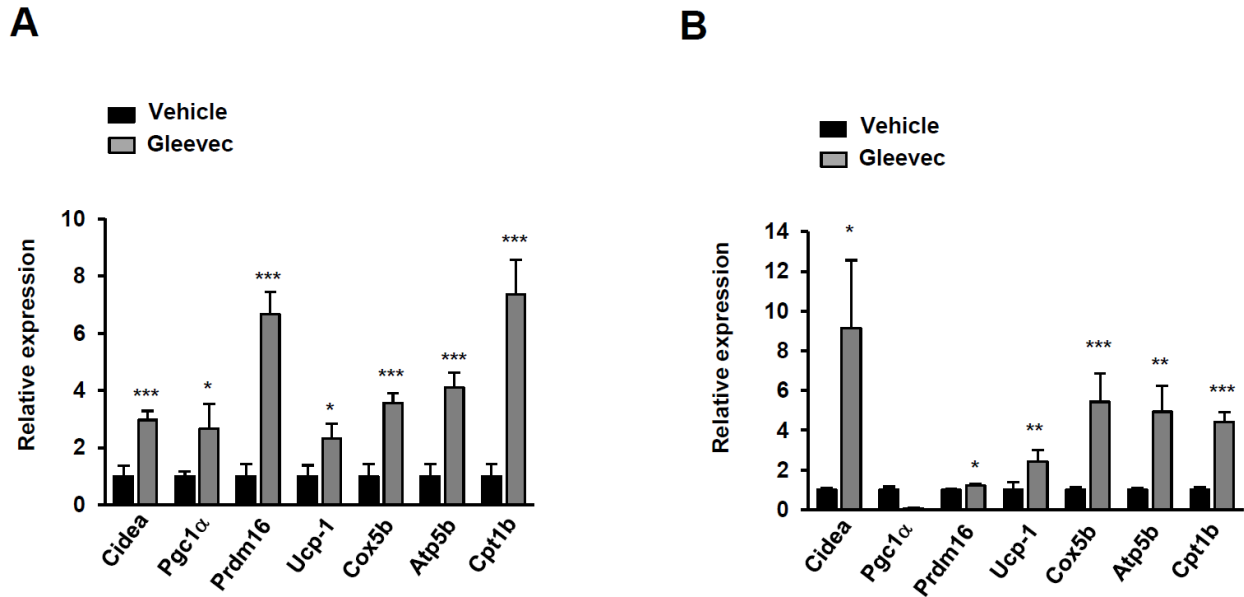 A
Vehicle
Gleevec
Relative expression
10
8
6
4
2
0
***
*
***
*
***
***
***
Cidea
Pgc1α
Prdm16
Ucp-1
Cox5b
Atp5b
Cpt1b
B
Vehicle
Gleevec
Relative expression
14
12
10
8
6
4
2
0
*
*
**
***
**
***
Cidea
Pgc1α
Prdm16
Ucp-1
Cox5b
Atp5b
Cpt1b